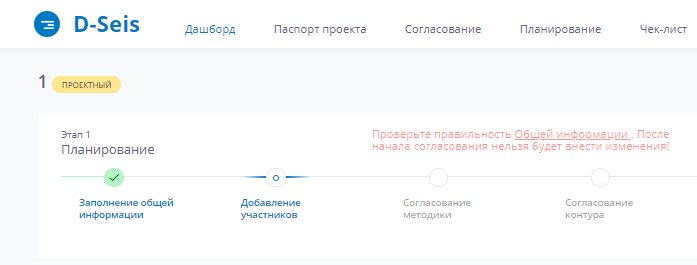 D-Seis
Дашборд Паспорт проекта Согласование Планирование Чек-лист
1 ПРОЕКТНЫЙ
Этап 1
Планирование
Проверьте правильность Общей информации . После
начала согласования нельзя будет внести изменения!
Заполнение общей
информации
Добавление
участников
Согласование
методики
Согласование
контура